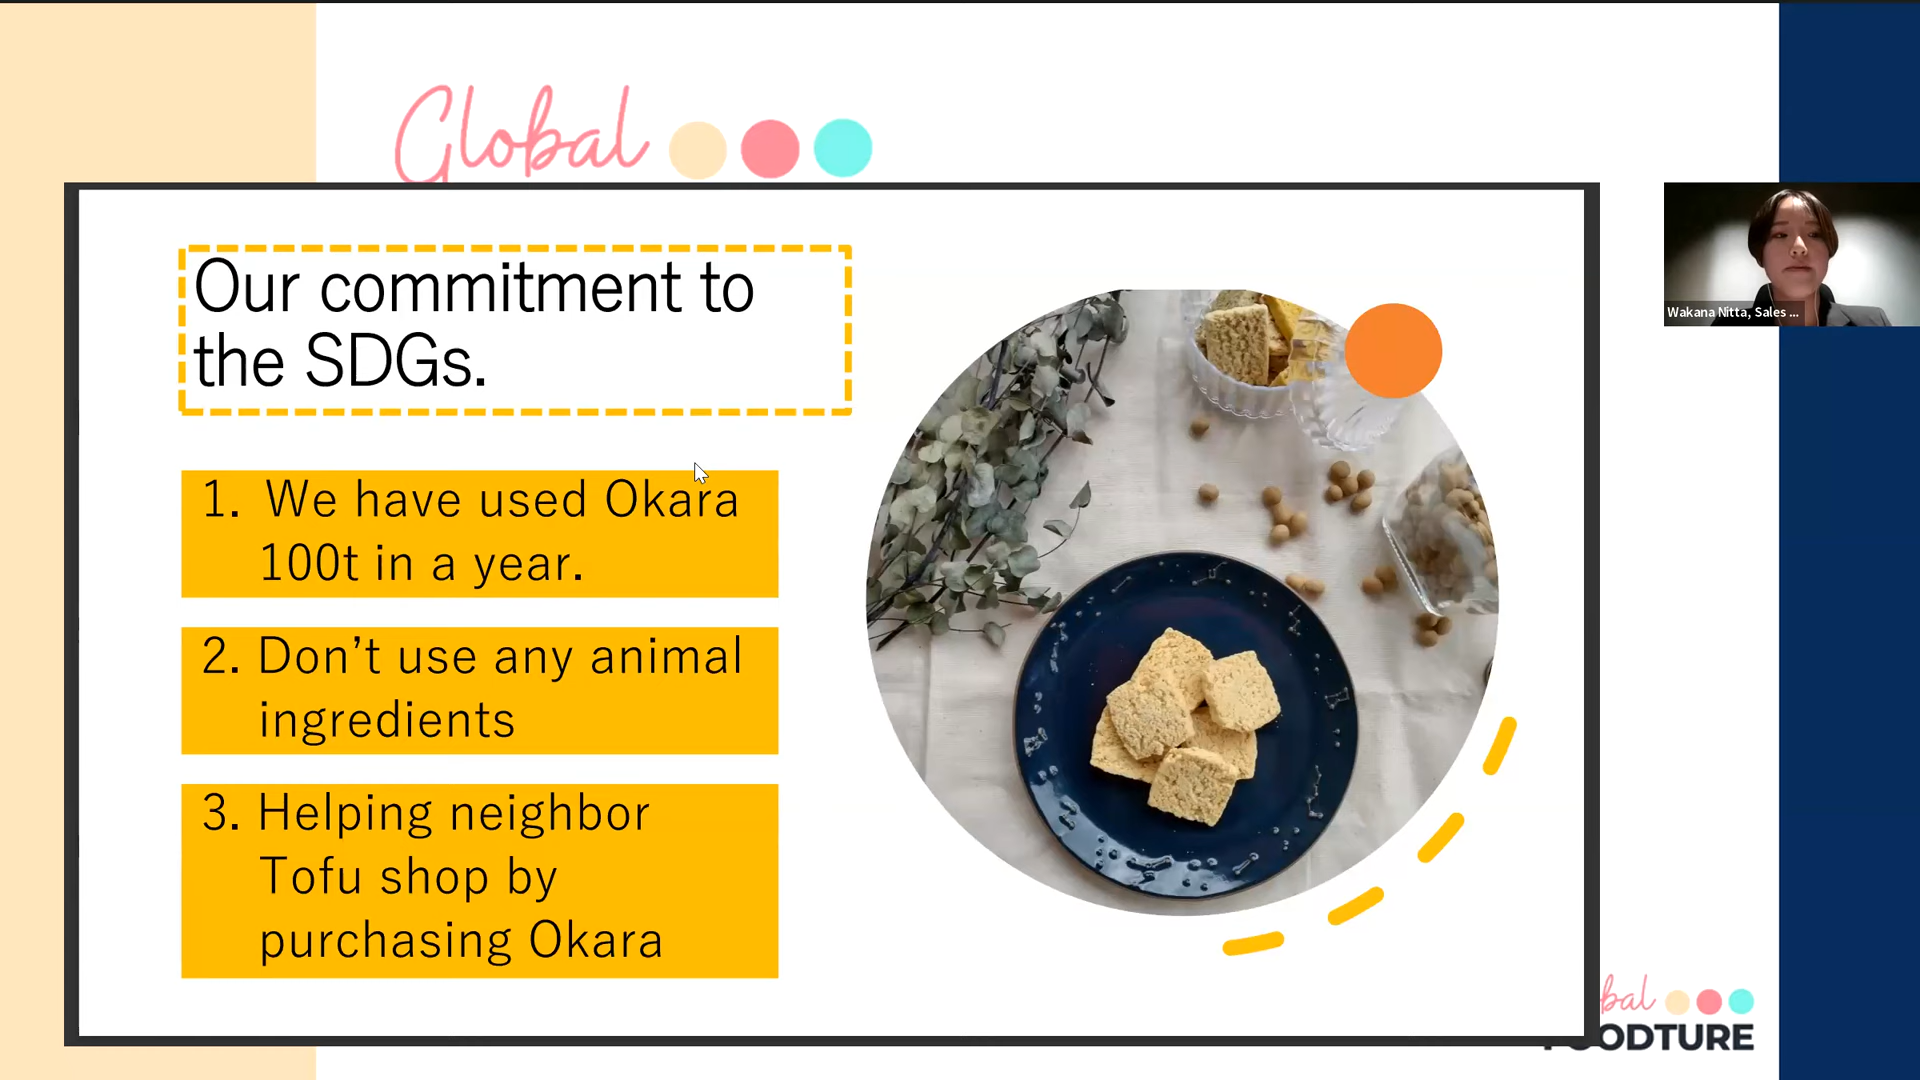 Global
Our commitment to
the SDGs.
1. We have used Okara
100t in a year.
2. Don’t use any animal
ingredients
3. Helping neighbor
Tofu shop by
purchasing Okara
Wakana Nitta, Sales ...
bal
OODTURE